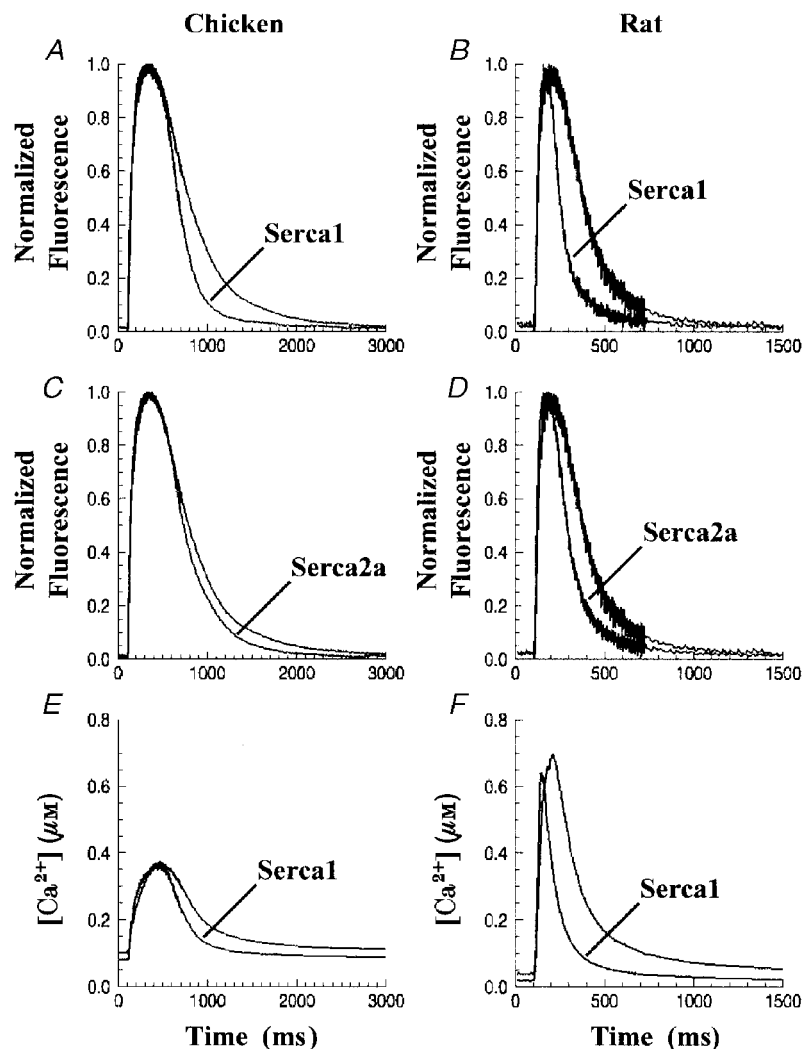 Chicken
Rat
A
B
1.0
0.8
0.6
0.4
0.2
0.0
Normalized
Fluorescence
Serca1
0 1000 2000 3000
1.0
0.8
0.6
0.4
0.2
0.0
Normalized
Fluorescence
Serca1
0 500 1000 1500
C
D
1.0
0.8
0.6
0.4
0.2
0.0
Normalized
Fluorescence
Serca2a
0 1000 2000 3000
1.0
0.8
0.6
0.4
0.2
0.0
Normalized
Fluorescence
Serca2a
0 500 1000 1500
E
F
0.8
0.6
0.4
0.2
0.0
[Ca²⁺] (μM)
Serca1
0 1000 2000 3000
Time (ms)
0.8
0.6
0.4
0.2
0.0
[Ca²⁺] (μM)
Serca1
0 500 1000 1500
Time (ms)